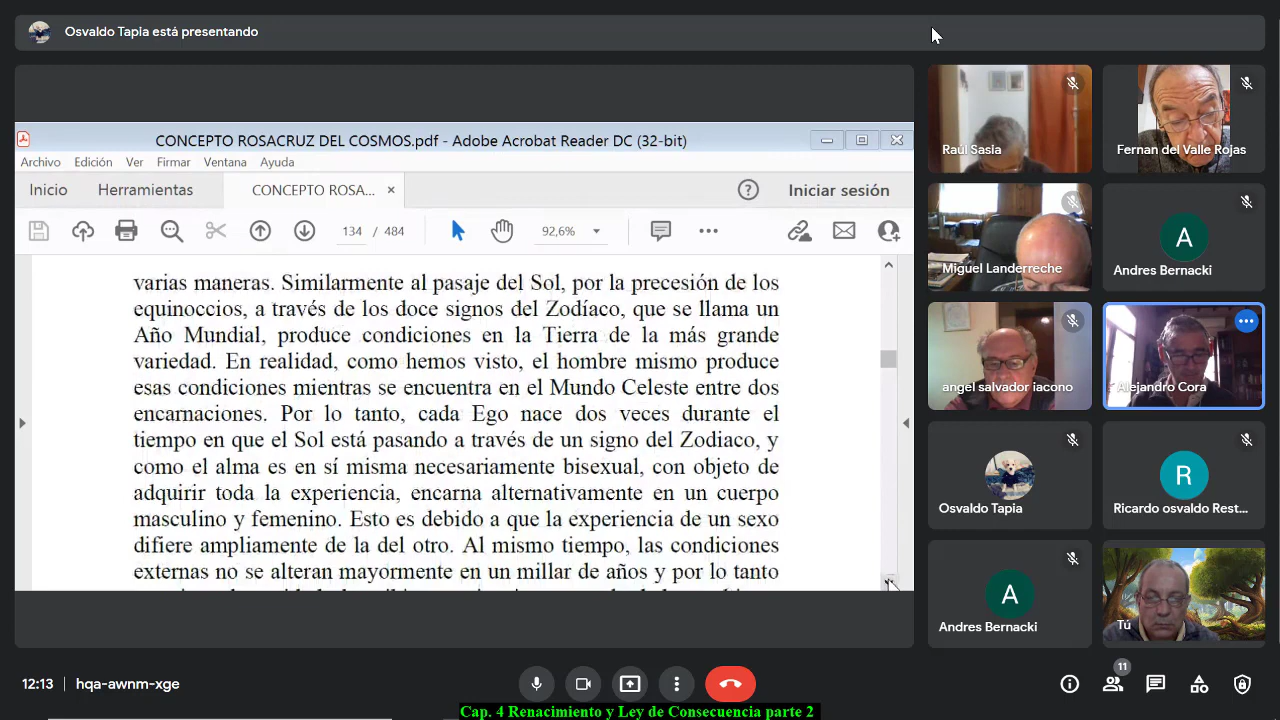 Osvaldo Tapia está presentando
CONCEPTO ROSACRUZ DEL COSMOS.pdf - Adobe Acrobat Reader DC (32-bit)
Archivo Edición Ver Firmar Ventana Ayuda
Inicio Herramientas CONCEPTO ROSA... × Iniciar sesión
134 / 484 92,6%
varias maneras. Similarmente al pasaje del Sol, por la precesión de los
equinoccios, a través de los doce signos del Zodíaco, que se llama un
Año Mundial, produce condiciones en la Tierra de la más grande
variedad. En realidad, como hemos visto, el hombre mismo produce
esas condiciones mientras se encuentra en el Mundo Celeste entre dos
encarnaciones. Por lo tanto, cada Ego nace dos veces durante el
tiempo en que el Sol está pasando a través de un signo del Zodiaco, y
como el alma es en sí misma necesariamente bisexual, con objeto de
adquirir toda la experiencia, encarna alternativamente en un cuerpo
masculino y femenino. Esto es debido a que la experiencia de un sexo
difiere ampliamente de la del otro. Al mismo tiempo, las condiciones
externas no se alteran mayormente en un millar de años y por lo tanto
Raúl Sasia
Fernan del Valle Rojas
Miguel Landerreche
A
Andres Bernacki
angel salvador iacono
Alejandro Cora
Osvaldo Tapia
R
Ricardo osvaldo Rest...
A
Andres Bernacki
Tú
12:13 | hqa-awnm-xge
11
Cap. 4 Renacimiento y Ley de Consecuencia parte 2